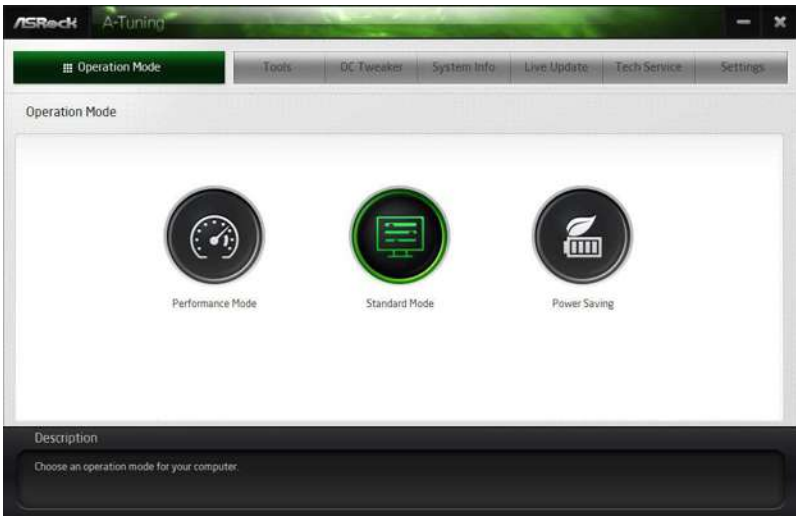 ASRock A-Tuning
Operation Mode Tools OC Tweaker System Info Live Update Tech Service Settings
Operation Mode
Performance Mode Standard Mode Power Saving
Description
Choose an operation mode for your computer.